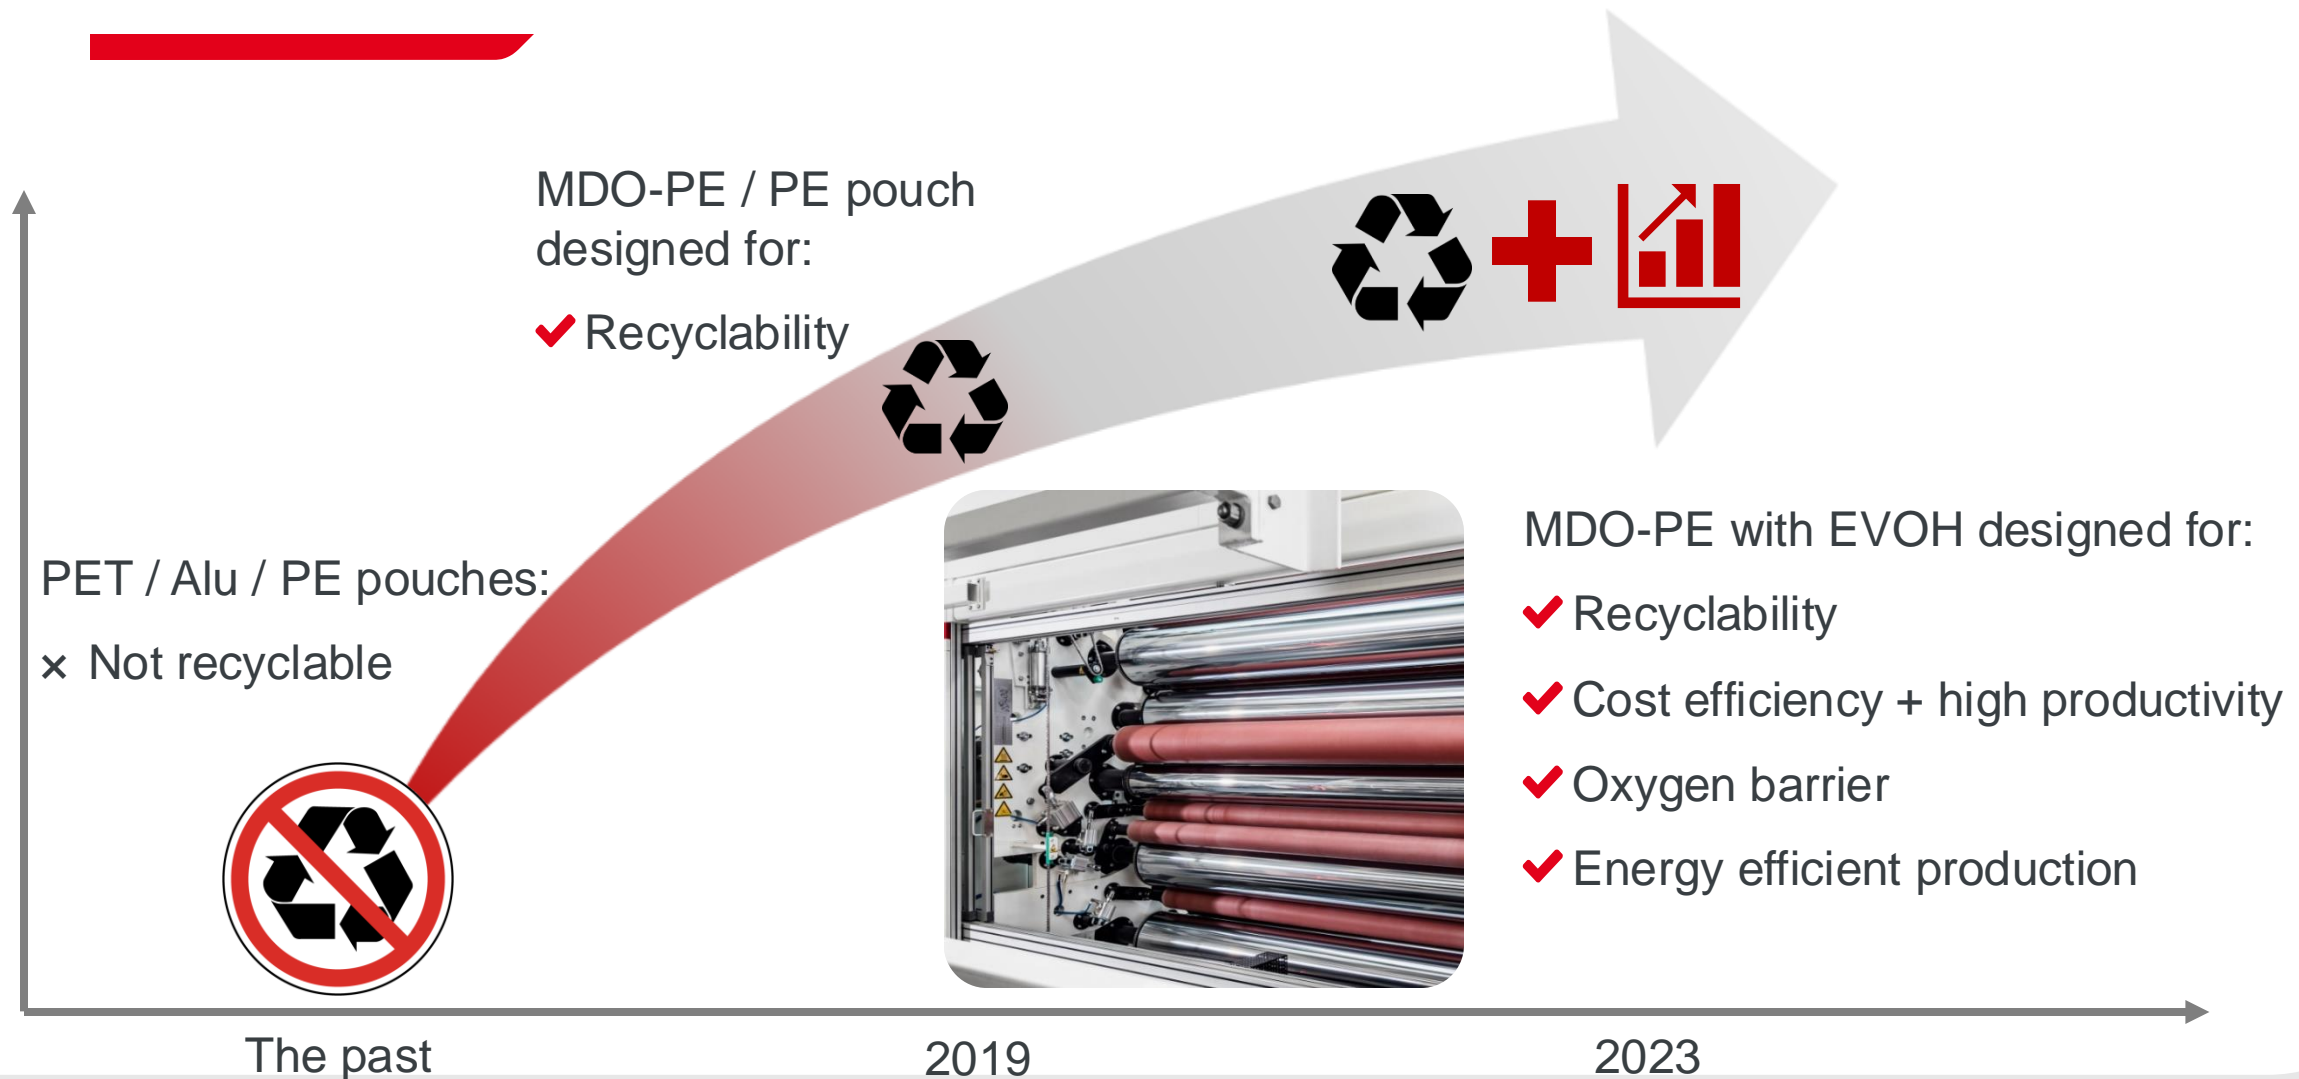 MDO-PE / PE pouch
designed for:
Recyclability
PET / Alu / PE pouches:
× Not recyclable
MDO-PE with EVOH designed for:
Recyclability
Cost efficiency + high productivity
Oxygen barrier
Energy efficient production
The past
2019
2023